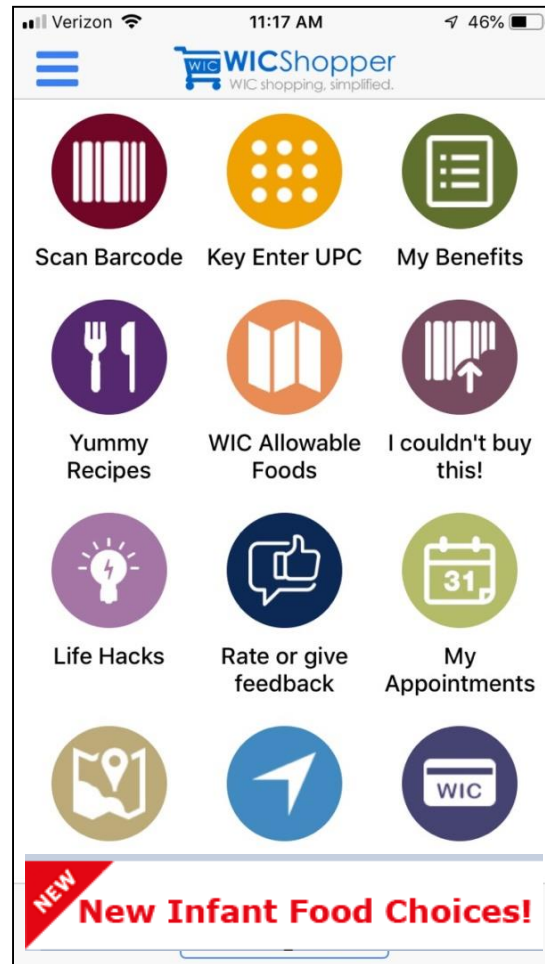 Verizon 11:17 AM 46%
WIC WICShopper
WIC shopping, simplified.
Scan Barcode Key Enter UPC My Benefits
Yummy WIC Allowable I couldn't buy
Recipes Foods this!
31
Life Hacks Rate or give My
feedback Appointments
WIC
NEW
New Infant Food Choices!